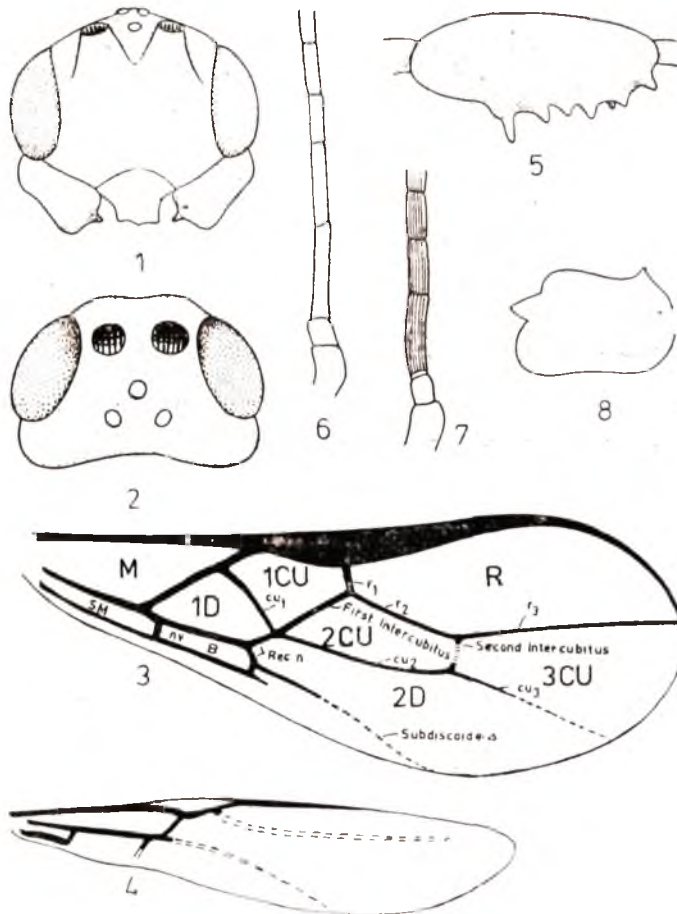 1
2
3
4
5
6
7
8
M
1CU
R
r1
r2
r3
1D
cu1
First Intercubitus
SM
nv
B
Rec n
2CU
cu2
Second Intercubitus
3CU
cu3
2D